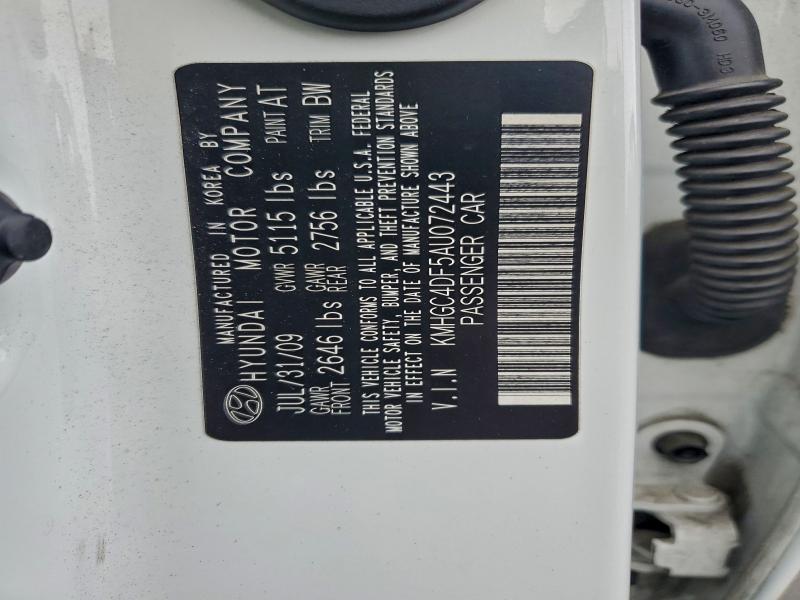 MANUFACTURED IN KOREA BY
HYUNDAI MOTOR COMPANY
JUL/31/09 GVWR 5115 lbs PAINT AT
GAWR FRONT 2646 lbs GAWR REAR 2756 lbs TRIM BW
THIS VEHICLE CONFORMS TO ALL APPLICABLE U.S.A. FEDERAL
MOTOR VEHICLE SAFETY, BUMPER, AND THEFT PREVENTION STANDARDS
IN EFFECT ON THE DATE OF MANUFACTURE SHOWN ABOVE
V.I.N KMHGC4DF5AU072443
PASSENGER CAR